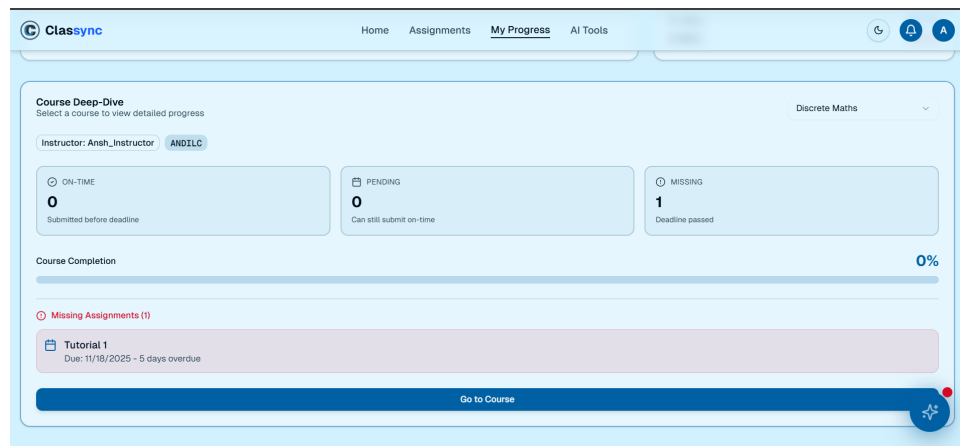 Classync
Home Assignments My Progress AI Tools
A
Course Deep-Dive
Select a course to view detailed progress
Discrete Maths
Instructor: Ansh_Instructor ANDILC
ON-TIME
0
Submitted before deadline
PENDING
0
Can still submit on-time
MISSING
1
Deadline passed
Course Completion 0%
Missing Assignments (1)
Tutorial 1
Due: 11/18/2025 - 5 days overdue
Go to Course